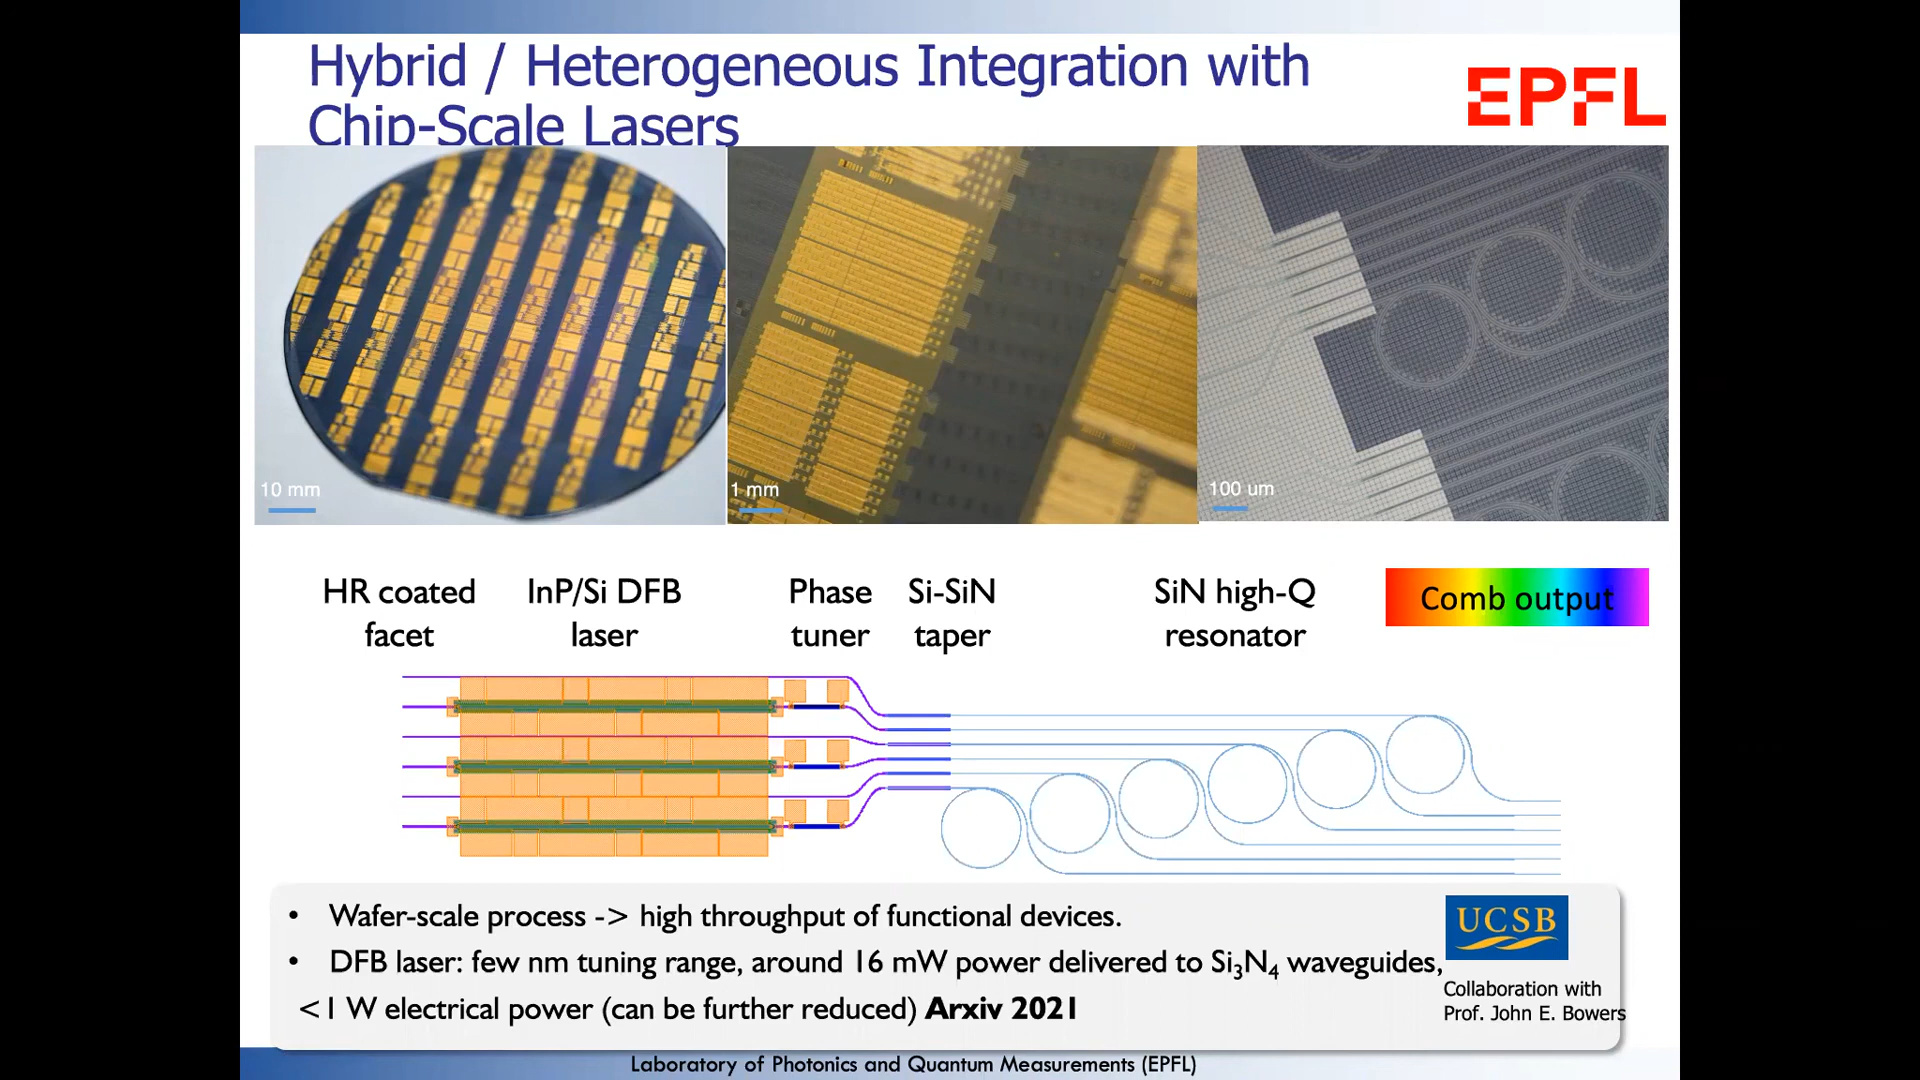 Hybrid / Heterogeneous Integration with
Chip-Scale Lasers
EPFL
10 mm
1 mm
100 um
HR coated
facet
InP/Si DFB
laser
Phase
tuner
Si-SiN
taper
SiN high-Q
resonator
Comb output
• Wafer-scale process -> high throughput of functional devices.
• DFB laser: few nm tuning range, around 16 mW power delivered to Si₃N₄ waveguides,
<1 W electrical power (can be further reduced) Arxiv 2021
UCSB
Collaboration with
Prof. John E. Bowers
Laboratory of Photonics and Quantum Measurements (EPFL)